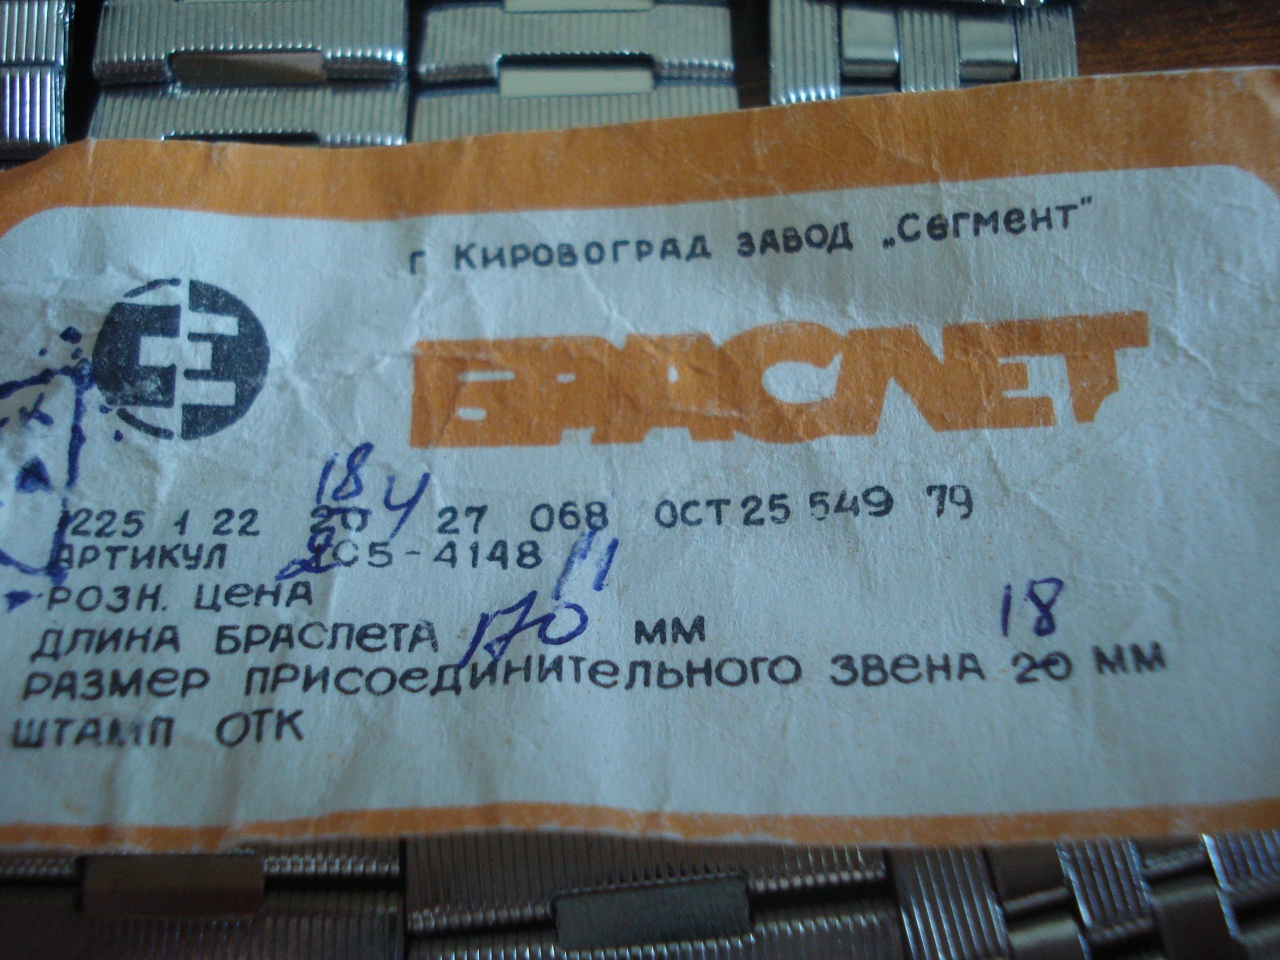 г Кировоград завод „Сегмент"
БРАСЛЕТ
18 У
225 1 22 20 27 068 ОСТ 25 549 79
АРТИКУЛ 2С5-4148
РОЗН. ЦЕНА 11
ДЛИНА БРАСЛЕТА 170 мм
18
РАЗМЕР ПРИСОЕДИНИТЕЛЬНОГО ЗВЕНА 20 мм
ШТАМП ОТК